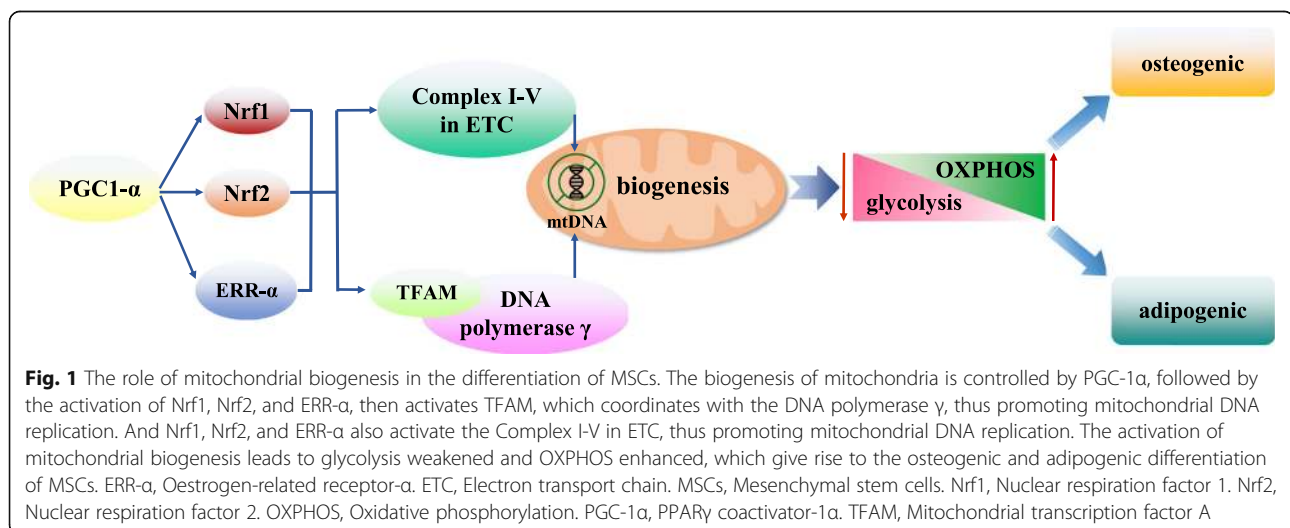 PGC1-α
Nrf1
Nrf2
ERR-α
Complex I-V
in ETC
TFAM
DNA
polymerase γ
mtDNA
biogenesis
OXPHOS
glycolysis
osteogenic
adipogenic
Fig. 1 The role of mitochondrial biogenesis in the differentiation of MSCs. The biogenesis of mitochondria is controlled by PGC-1α, followed by
the activation of Nrf1, Nrf2, and ERR-α, then activates TFAM, which coordinates with the DNA polymerase γ, thus promoting mitochondrial DNA
replication. And Nrf1, Nrf2, and ERR-α also activate the Complex I-V in ETC, thus promoting mitochondrial DNA replication. The activation of
mitochondrial biogenesis leads to glycolysis weakened and OXPHOS enhanced, which give rise to the osteogenic and adipogenic differentiation
of MSCs. ERR-α, Oestrogen-related receptor-α. ETC, Electron transport chain. MSCs, Mesenchymal stem cells. Nrf1, Nuclear respiration factor 1. Nrf2,
Nuclear respiration factor 2. OXPHOS, Oxidative phosphorylation. PGC-1α, PPARγ coactivator-1α. TFAM, Mitochondrial transcription factor A